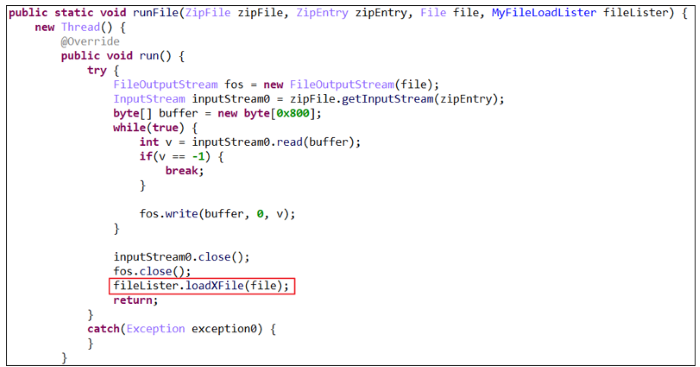 public static void runFile(ZipFile zipFile, ZipEntry zipEntry, File file, MyFileLoadLister fileLister) {
    new Thread() {
        @Override
        public void run() {
            try {
                FileOutputStream fos = new FileOutputStream(file);
                InputStream inputStream0 = zipFile.getInputStream(zipEntry);
                byte[] buffer = new byte[0x800];
                while(true) {
                    int v = inputStream0.read(buffer);
                    if(v == -1) {
                        break;
                    }

                    fos.write(buffer, 0, v);
                }

                inputStream0.close();
                fos.close();
                fileLister.loadXFile(file);
                return;
            }
            catch(Exception exception0) {
            }
        }